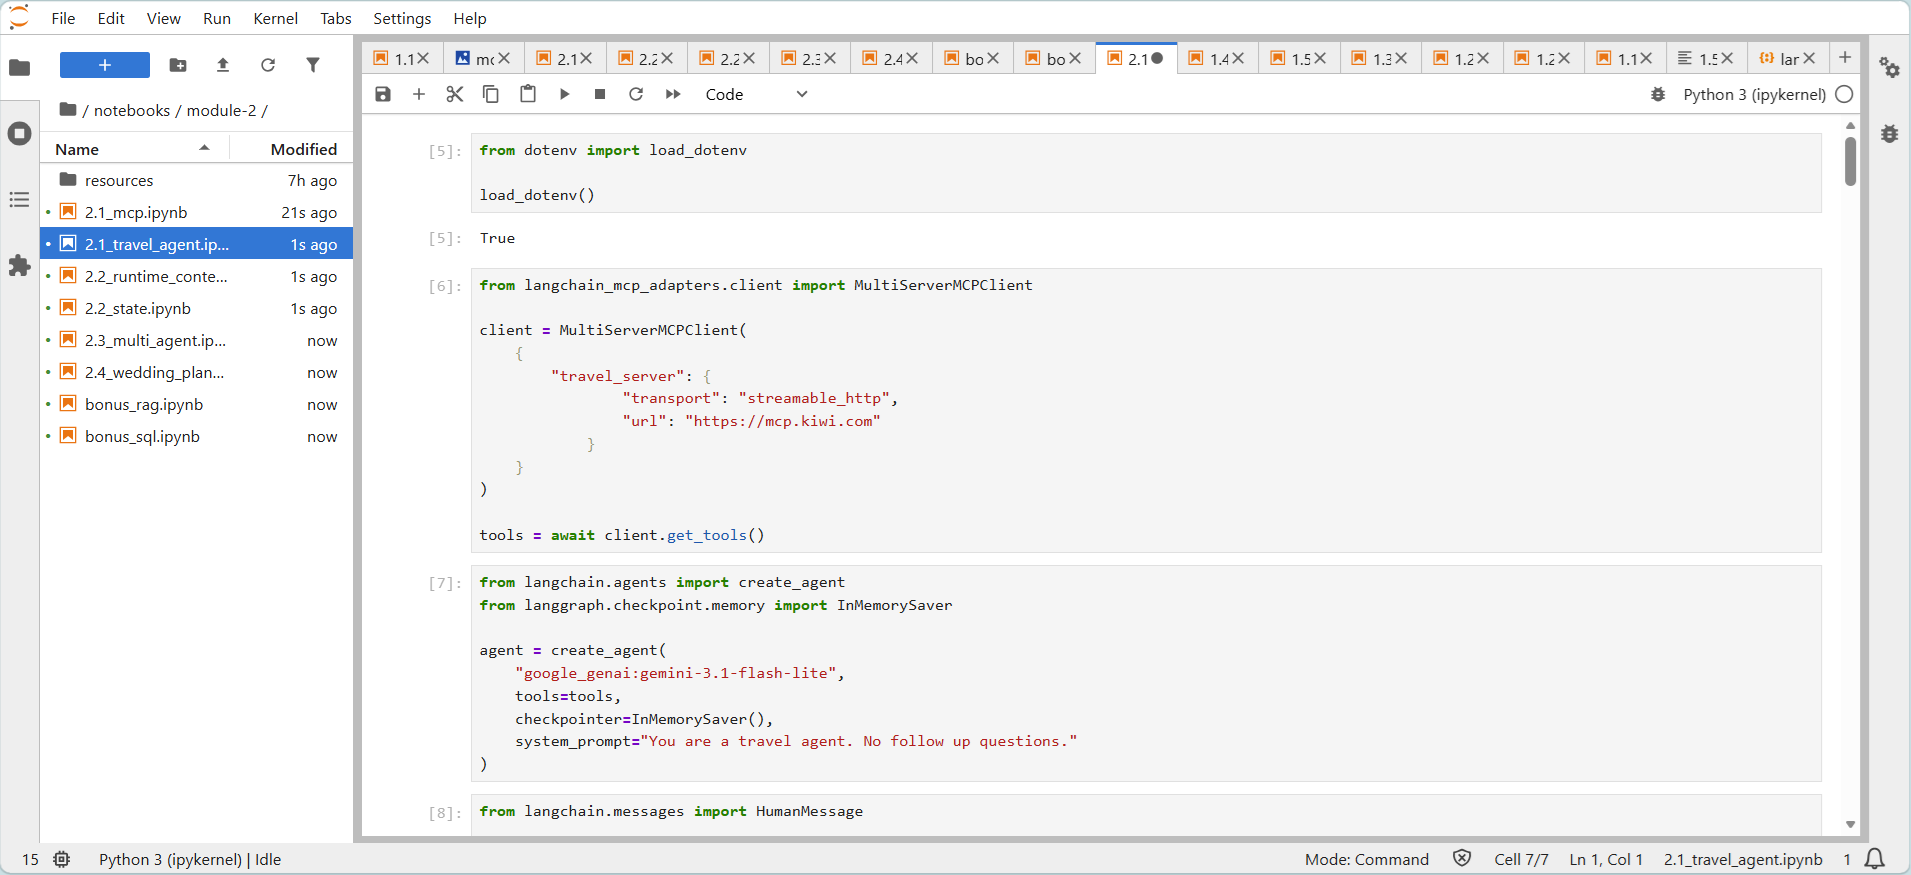 File Edit View Run Kernel Tabs Settings Help
1.1 mc 2.1 2.2 2.2 2.3 2.4 bo bo 2.1 1.4 1.5 1.3 1.2 1.2 1.1 1.5 lar
+
/ notebooks / module-2 /
Code
Python 3 (ipykernel)
Name Modified
resources 7h ago
2.1_mcp.ipynb 21s ago
2.1_travel_agent.ip... 1s ago
2.2_runtime_conte... 1s ago
2.2_state.ipynb 1s ago
2.3_multi_agent.ip... now
2.4_wedding_plan... now
bonus_rag.ipynb now
bonus_sql.ipynb now
[5]: from dotenv import load_dotenv
load_dotenv()
[5]: True
[6]: from langchain_mcp_adapters.client import MultiServerMCPClient
client = MultiServerMCPClient(
{
"travel_server": {
"transport": "streamable_http",
"url": "https://mcp.kiwi.com"
}
}
)
tools = await client.get_tools()
[7]: from langchain.agents import create_agent
from langgraph.checkpoint.memory import InMemorySaver
agent = create_agent(
"google_genai:gemini-3.1-flash-lite",
tools=tools,
checkpointer=InMemorySaver(),
system_prompt="You are a travel agent. No follow up questions."
)
[8]: from langchain.messages import HumanMessage
15 Python 3 (ipykernel) | Idle Mode: Command Cell 7/7 Ln 1, Col 1 2.1_travel_agent.ipynb 1